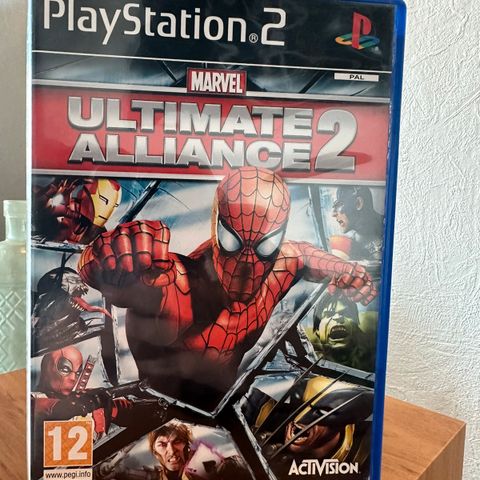 PlayStation®2
PAL
MARVEL
ULTIMATE
ALLIANCE 2
12
www.pegi.info
ACTIVISION